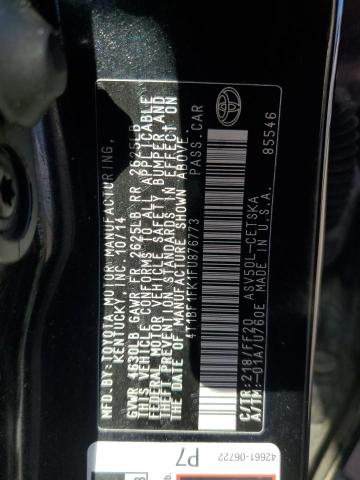 MFD.BY: TOYOTA MOTOR MANUFACTURING,
KENTUCKY, INC. 10/14
GVWR 4630LB GAWR FR 2625LB RR 2625LB
THIS VEHICLE CONFORMS TO ALL APPLICABLE
FEDERAL MOTOR VEHICLE SAFETY, BUMPER, AND
THEFT PREVENTION STANDARDS IN EFFECT ON
THE DATE OF MANUFACTURE SHOWN ABOVE.
4T1BF1FK1FU876773 PASS.CAR
C/TR: 218/FF20 ASV50L-CETSKA
A/TM: -01A/U760E MADE IN U.S.A.
85546
42661-06722
P7